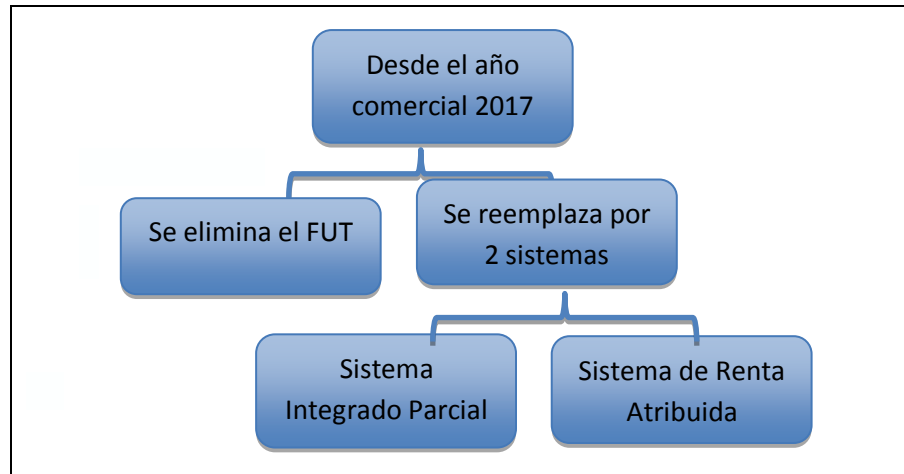 Desde el año
comercial 2017
Se elimina el FUT
Se reemplaza por
2 sistemas
Sistema
Integrado Parcial
Sistema de Renta
Atribuida